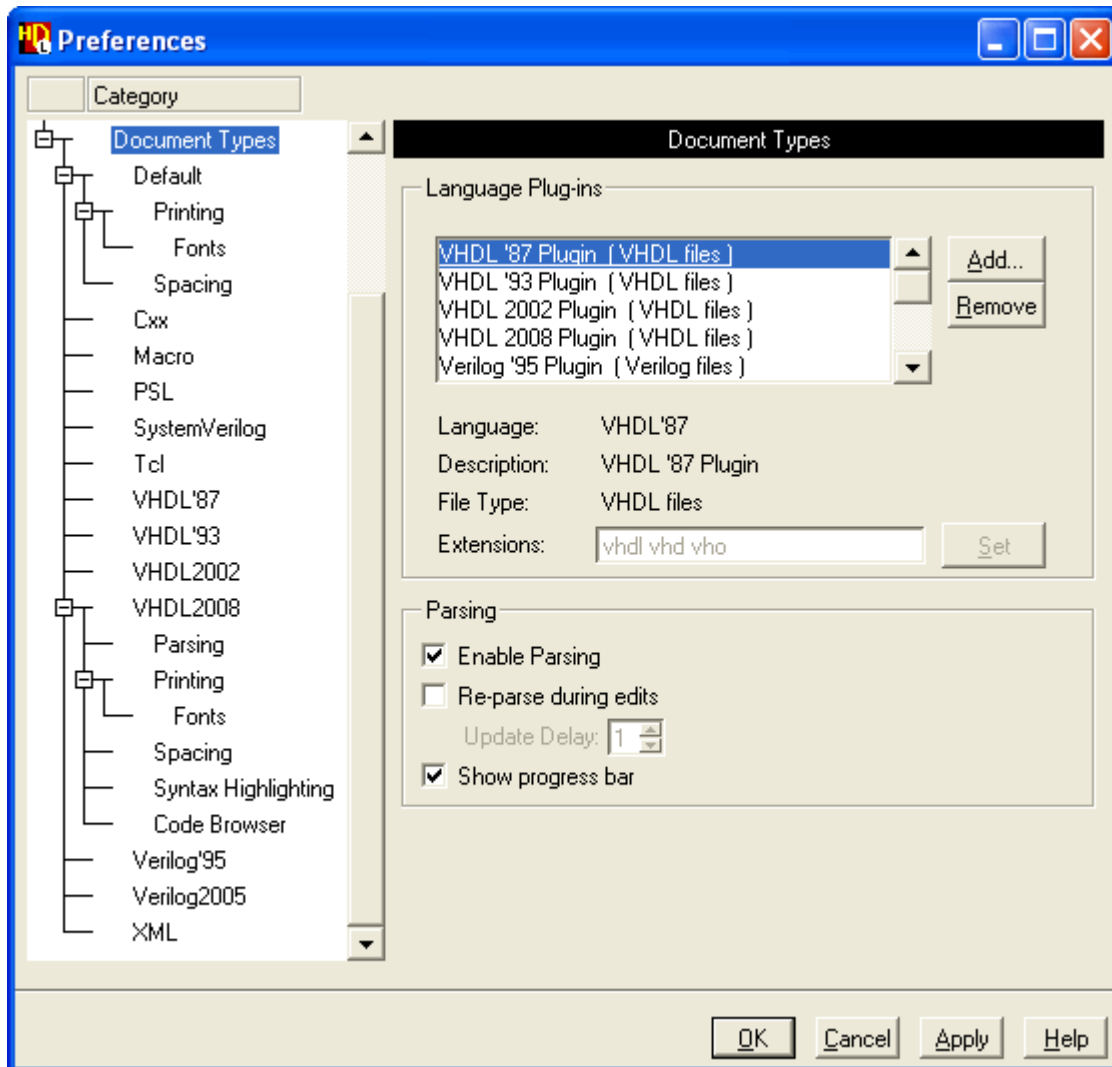 HDL
Preferences
Category
Document Types
Default
Printing
Fonts
Spacing
Cxx
Macro
PSL
SystemVerilog
Tcl
VHDL'87
VHDL'93
VHDL2002
VHDL2008
Parsing
Printing
Fonts
Spacing
Syntax Highlighting
Code Browser
Verilog'95
Verilog2005
XML
Document Types
Language Plug-ins
VHDL '87 Plugin ( VHDL files )
VHDL '93 Plugin ( VHDL files )
VHDL 2002 Plugin ( VHDL files )
VHDL 2008 Plugin ( VHDL files )
Verilog '95 Plugin ( Verilog files )
Add...
Remove
Language: VHDL'87
Description: VHDL '87 Plugin
File Type: VHDL files
Extensions: vhdl vhd vho Set
Parsing
Enable Parsing
Re-parse during edits
Update Delay: 1
Show progress bar
OK Cancel Apply Help